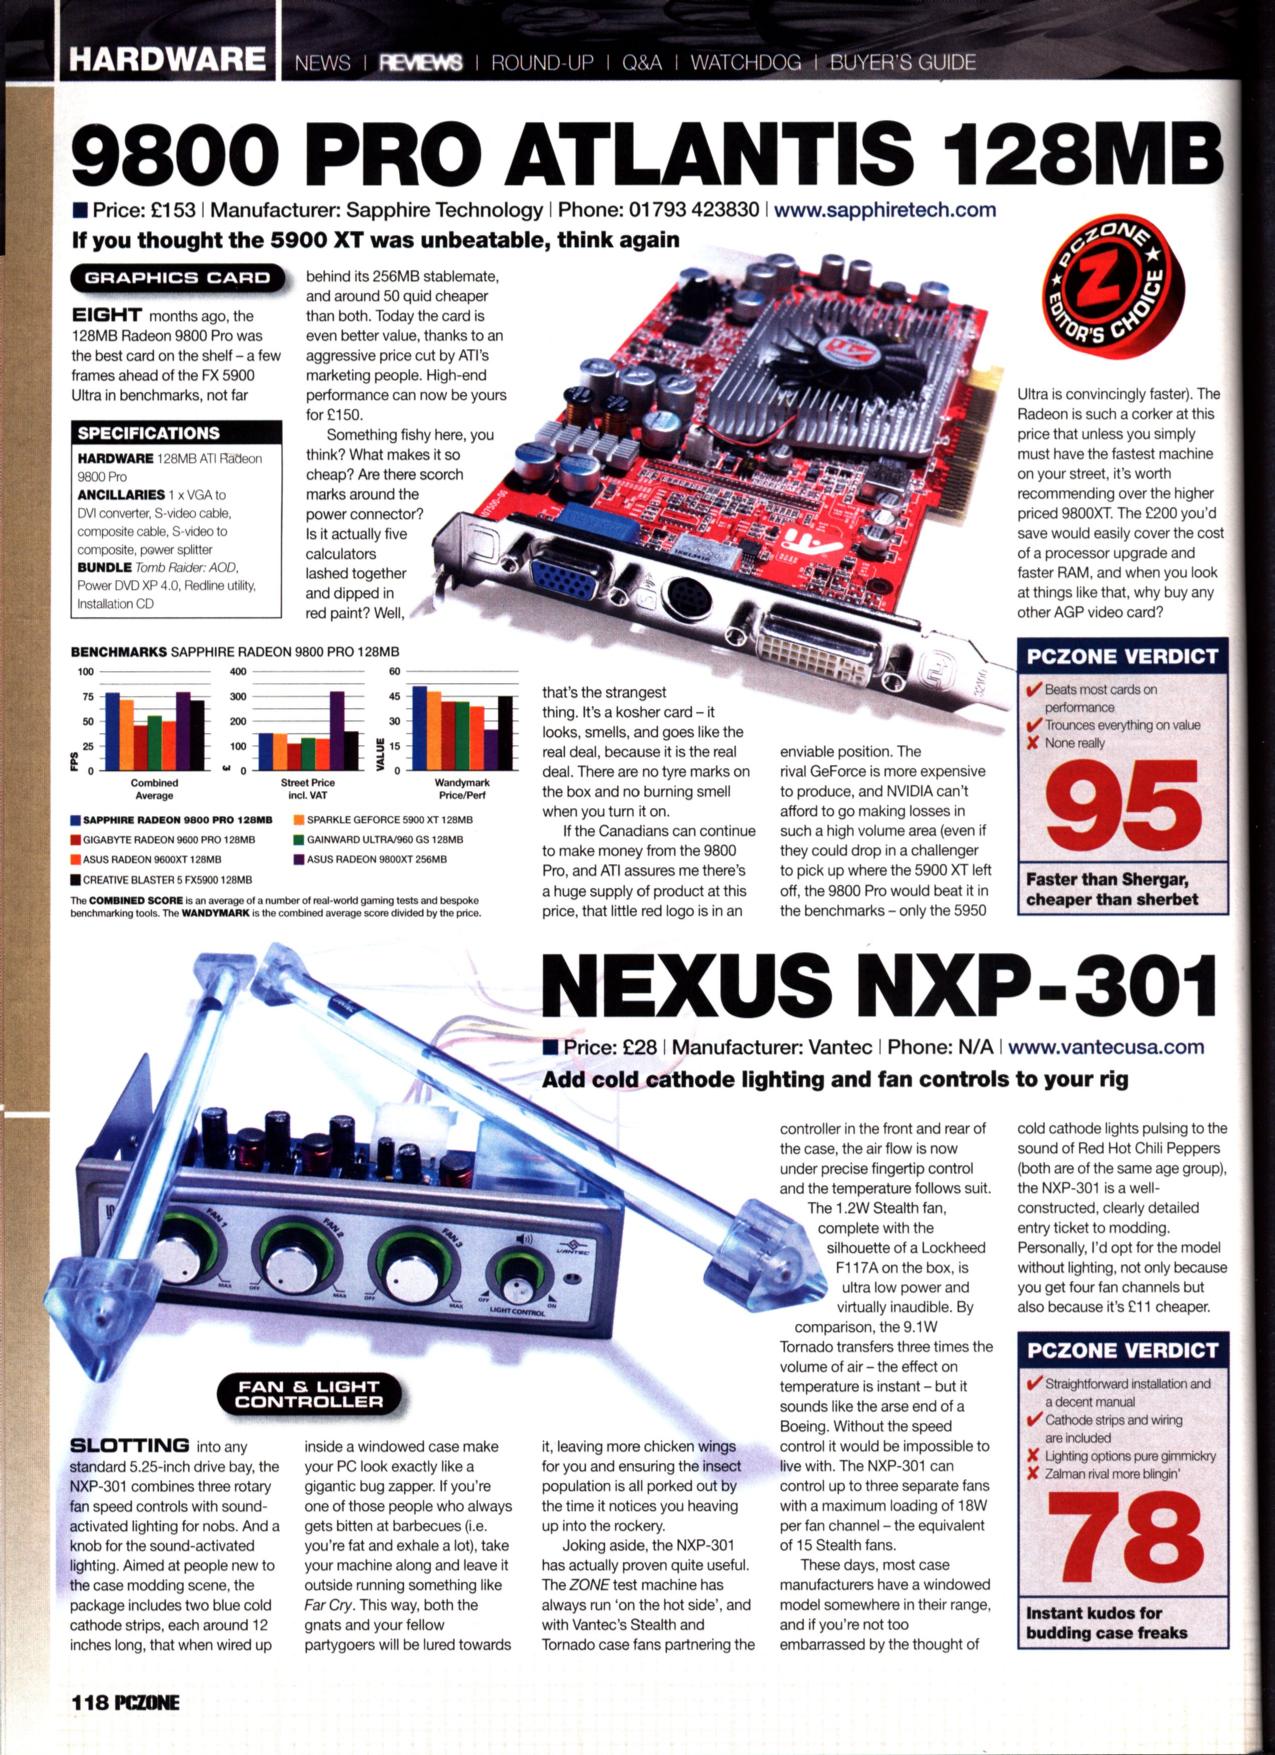 HARDWARE
NEWS | REVIEWS | ROUND-UP | Q&A | WATCHDOG | BUYER'S GUIDE
9800 PRO ATLANTIS 128MB
Price: £153 | Manufacturer: Sapphire Technology | Phone: 01793 423830 | www.sapphiretech.com
If you thought the 5900 XT was unbeatable, think again
PCZONE
Z
EDITOR'S CHOICE
GRAPHICS CARD
EIGHT months ago, the
128MB Radeon 9800 Pro was
the best card on the shelf – a few
frames ahead of the FX 5900
Ultra in benchmarks, not far
behind its 256MB stablemate,
and around 50 quid cheaper
than both. Today the card is
even better value, thanks to an
aggressive price cut by ATI's
marketing people. High-end
performance can now be yours
for £150.
Something fishy here, you
think? What makes it so
cheap? Are there scorch
marks around the
power connector?
Is it actually five
calculators
lashed together
and dipped in
red paint? Well,
that's the strangest
thing. It's a kosher card – it
looks, smells, and goes like the
real deal, because it is the real
deal. There are no tyre marks on
the box and no burning smell
when you turn it on.
If the Canadians can continue
to make money from the 9800
Pro, and ATI assures me there's
a huge supply of product at this
price, that little red logo is in an
enviable position. The
rival GeForce is more expensive
to produce, and NVIDIA can't
afford to go making losses in
such a high volume area (even if
they could drop in a challenger
to pick up where the 5900 XT left
off, the 9800 Pro would beat it in
the benchmarks – only the 5950
Ultra is convincingly faster). The
Radeon is such a corker at this
price that unless you simply
must have the fastest machine
on your street, it's worth
recommending over the higher
priced 9800XT. The £200 you'd
save would easily cover the cost
of a processor upgrade and
faster RAM, and when you look
at things like that, why buy any
other AGP video card?
SPECIFICATIONS
HARDWARE 128MB ATI Radeon
9800 Pro
ANCILLARIES 1 x VGA to
DVI converter, S-video cable,
composite cable, S-video to
composite, power splitter
BUNDLE Tomb Raider: AOD,
Power DVD XP 4.0, Redline utility,
Installation CD
BENCHMARKS SAPPHIRE RADEON 9800 PRO 128MB
100
75
50
25
0
FPS
Combined
Average
400
300
200
100
0
£
Street Price
incl. VAT
60
45
30
15
0
VALUE
Wandymark
Price/Perf
SAPPHIRE RADEON 9800 PRO 128MB
SPARKLE GEFORCE 5900 XT 128MB
GIGABYTE RADEON 9600 PRO 128MB
GAINWARD ULTRA/960 GS 128MB
ASUS RADEON 9600XT 128MB
ASUS RADEON 9800XT 256MB
CREATIVE BLASTER 5 FX5900 128MB
The COMBINED SCORE is an average of a number of real-world gaming tests and bespoke
benchmarking tools. The WANDYMARK is the combined average score divided by the price.
PCZONE VERDICT
Beats most cards on
performance
Trounces everything on value
None really
95
Faster than Shergar,
cheaper than sherbet
NEXUS NXP-301
Price: £28 | Manufacturer: Vantec | Phone: N/A | www.vantecusa.com
Add cold cathode lighting and fan controls to your rig
FAN 1
FAN 2
FAN 3
MAX
OFF
MAX
OFF
MAX
OFF
ON
LIGHT CONTROL
VANTEC
FAN & LIGHT
CONTROLLER
SLOTTING into any
standard 5.25-inch drive bay, the
NXP-301 combines three rotary
fan speed controls with sound-
activated lighting for nobs. And a
knob for the sound-activated
lighting. Aimed at people new to
the case modding scene, the
package includes two blue cold
cathode strips, each around 12
inches long, that when wired up
inside a windowed case make
your PC look exactly like a
gigantic bug zapper. If you're
one of those people who always
gets bitten at barbecues (i.e.
you're fat and exhale a lot), take
your machine along and leave it
outside running something like
Far Cry. This way, both the
gnats and your fellow
partygoers will be lured towards
it, leaving more chicken wings
for you and ensuring the insect
population is all porked out by
the time it notices you heaving
up into the rockery.
Joking aside, the NXP-301
has actually proven quite useful.
The ZONE test machine has
always run 'on the hot side', and
with Vantec's Stealth and
Tornado case fans partnering the
controller in the front and rear of
the case, the air flow is now
under precise fingertip control
and the temperature follows suit.
The 1.2W Stealth fan,
complete with the
silhouette of a Lockheed
F117A on the box, is
ultra low power and
virtually inaudible. By
comparison, the 9.1W
Tornado transfers three times the
volume of air – the effect on
temperature is instant – but it
sounds like the arse end of a
Boeing. Without the speed
control it would be impossible to
live with. The NXP-301 can
control up to three separate fans
with a maximum loading of 18W
per fan channel – the equivalent
of 15 Stealth fans.
These days, most case
manufacturers have a windowed
model somewhere in their range,
and if you're not too
embarrassed by the thought of
cold cathode lights pulsing to the
sound of Red Hot Chili Peppers
(both are of the same age group),
the NXP-301 is a well-
constructed, clearly detailed
entry ticket to modding.
Personally, I'd opt for the model
without lighting, not only because
you get four fan channels but
also because it's £11 cheaper.
PCZONE VERDICT
Straightforward installation and
a decent manual
Cathode strips and wiring
are included
Lighting options pure gimmickry
Zalman rival more blingin'
78
Instant kudos for
budding case freaks
118 PCZONE